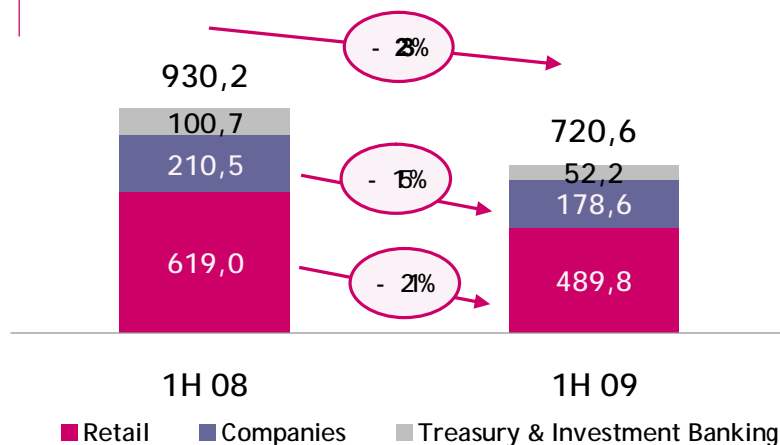 - 23%
930,2
100,7
720,6
210,5
- 15%
52,2
178,6
619,0
- 21%
489,8
1H 08
1H 09
Retail
Companies
Treasury & Investment Banking